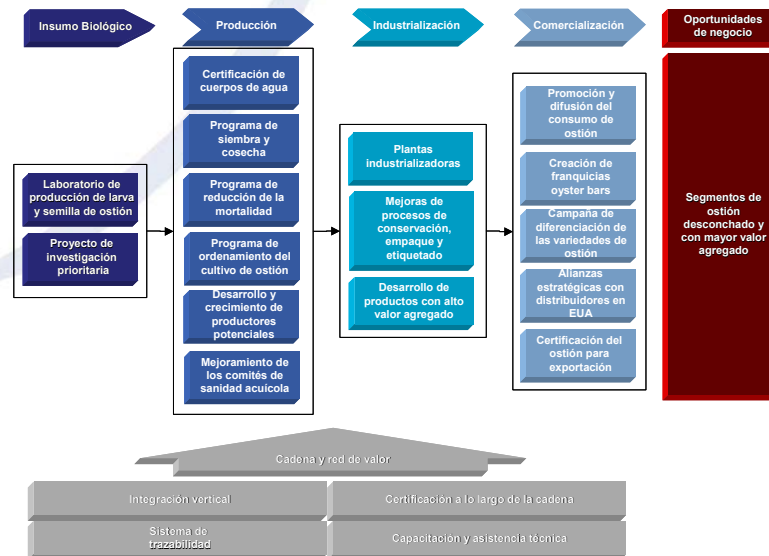 Insumo Biológico
Producción
Industrialización
Comercialización
Oportunidades
de negocio
Laboratorio de
producción de larva
y semilla de ostión
Proyecto de
investigación
prioritaria
Certificación de
cuerpos de agua
Programa de
siembra y
cosecha
Programa de
reducción de la
mortalidad
Programa de
ordenamiento del
cultivo de ostión
Desarrollo y
crecimiento de
productores
potenciales
Mejoramiento de
los comités de
sanidad acuícola
Plantas
industrializadoras
Mejoras de
procesos de
conservación,
empaque y
etiquetado
Desarrollo de
productos con alto
valor agregado
Promoción y
difusión del
consumo de
ostión
Creación de
franquicias
oyster bars
Campaña de
diferenciación de
las variedades de
ostión
Alianzas
estratégicas con
distribuidores en
EUA
Certificación del
ostión para
exportación
Segmentos de
ostión
desconchado y
con mayor valor
agregado
Cadena y red de valor
Integración vertical
Certificación a lo largo de la cadena
Sistema de
trazabilidad
Capacitación y asistencia técnica